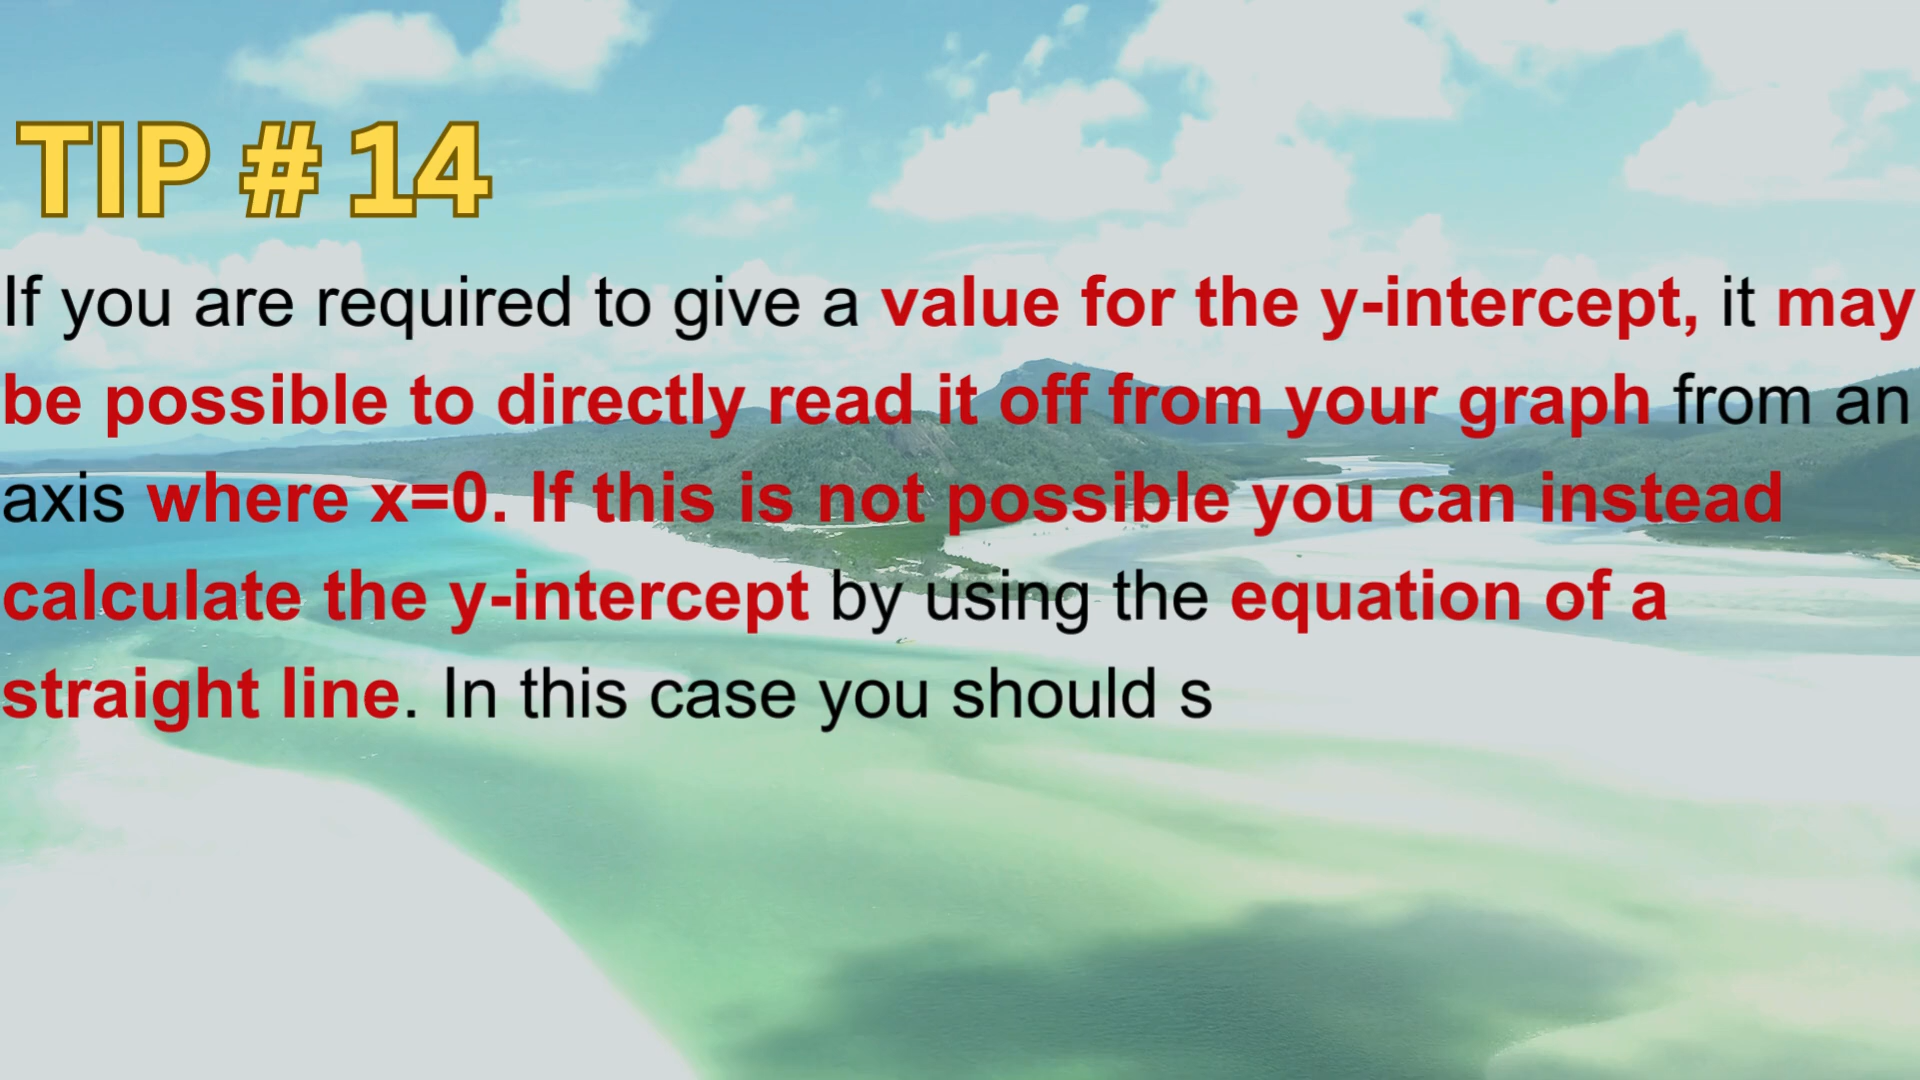 TIP # 14
If you are required to give a value for the y-intercept, it may
be possible to directly read it off from your graph from an
axis where x=0. If this is not possible you can instead
calculate the y-intercept by using the equation of a
straight line. In this case you should s